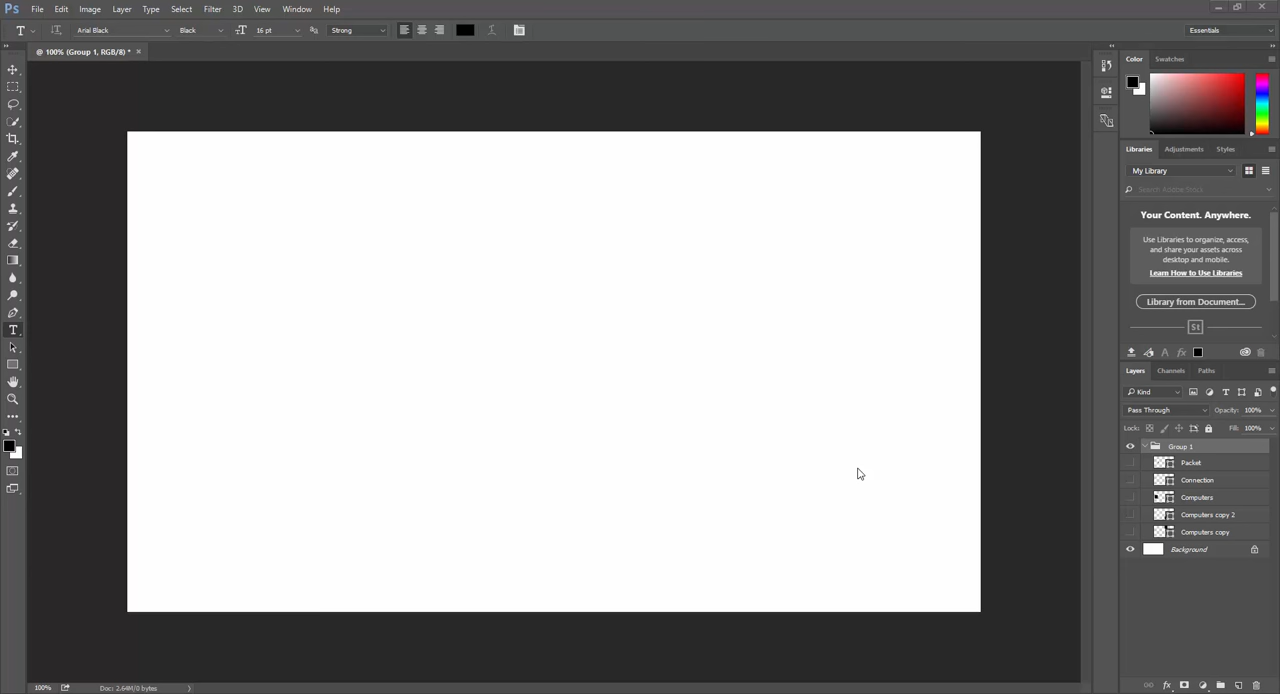 Ps File Edit Image Layer Type Select Filter 3D View Window Help
T Arial Black Black 16 pt Strong Essentials
@ 100% (Group 1, RGB/8) * ×
Color Swatches
Libraries Adjustments Styles
My Library
Search Adobe Stock
Your Content. Anywhere.
Use Libraries to organize, access,
and share your assets across
desktop and mobile.
Learn How to Use Libraries
Library from Document...
St
Layers Channels Paths
Kind
Pass Through Opacity: 100%
Lock: Fill: 100%
Group 1
Packet
Connection
Computers
Computers copy 2
Computers copy
Background
100% Doc: 2.64M/0 bytes